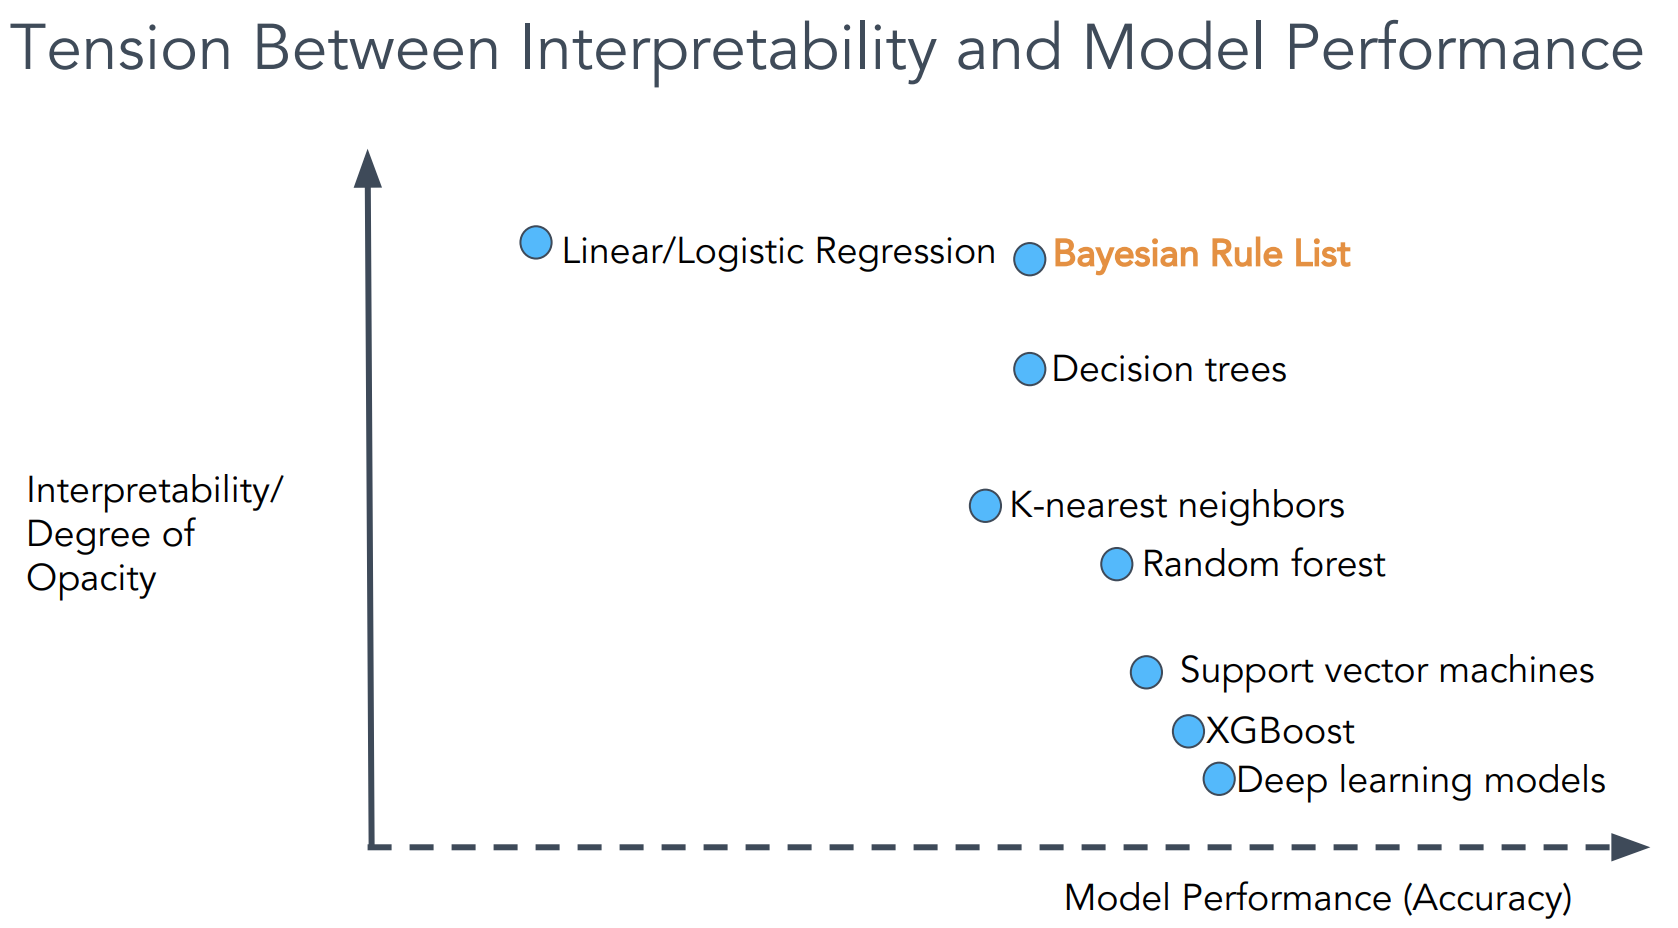 Tension Between Interpretability and Model Performance
Linear/Logistic Regression
Bayesian Rule List
Decision trees
Interpretability/
Degree of
Opacity
K-nearest neighbors
Random forest
Support vector machines
XGBoost
Deep learning models
Model Performance (Accuracy)